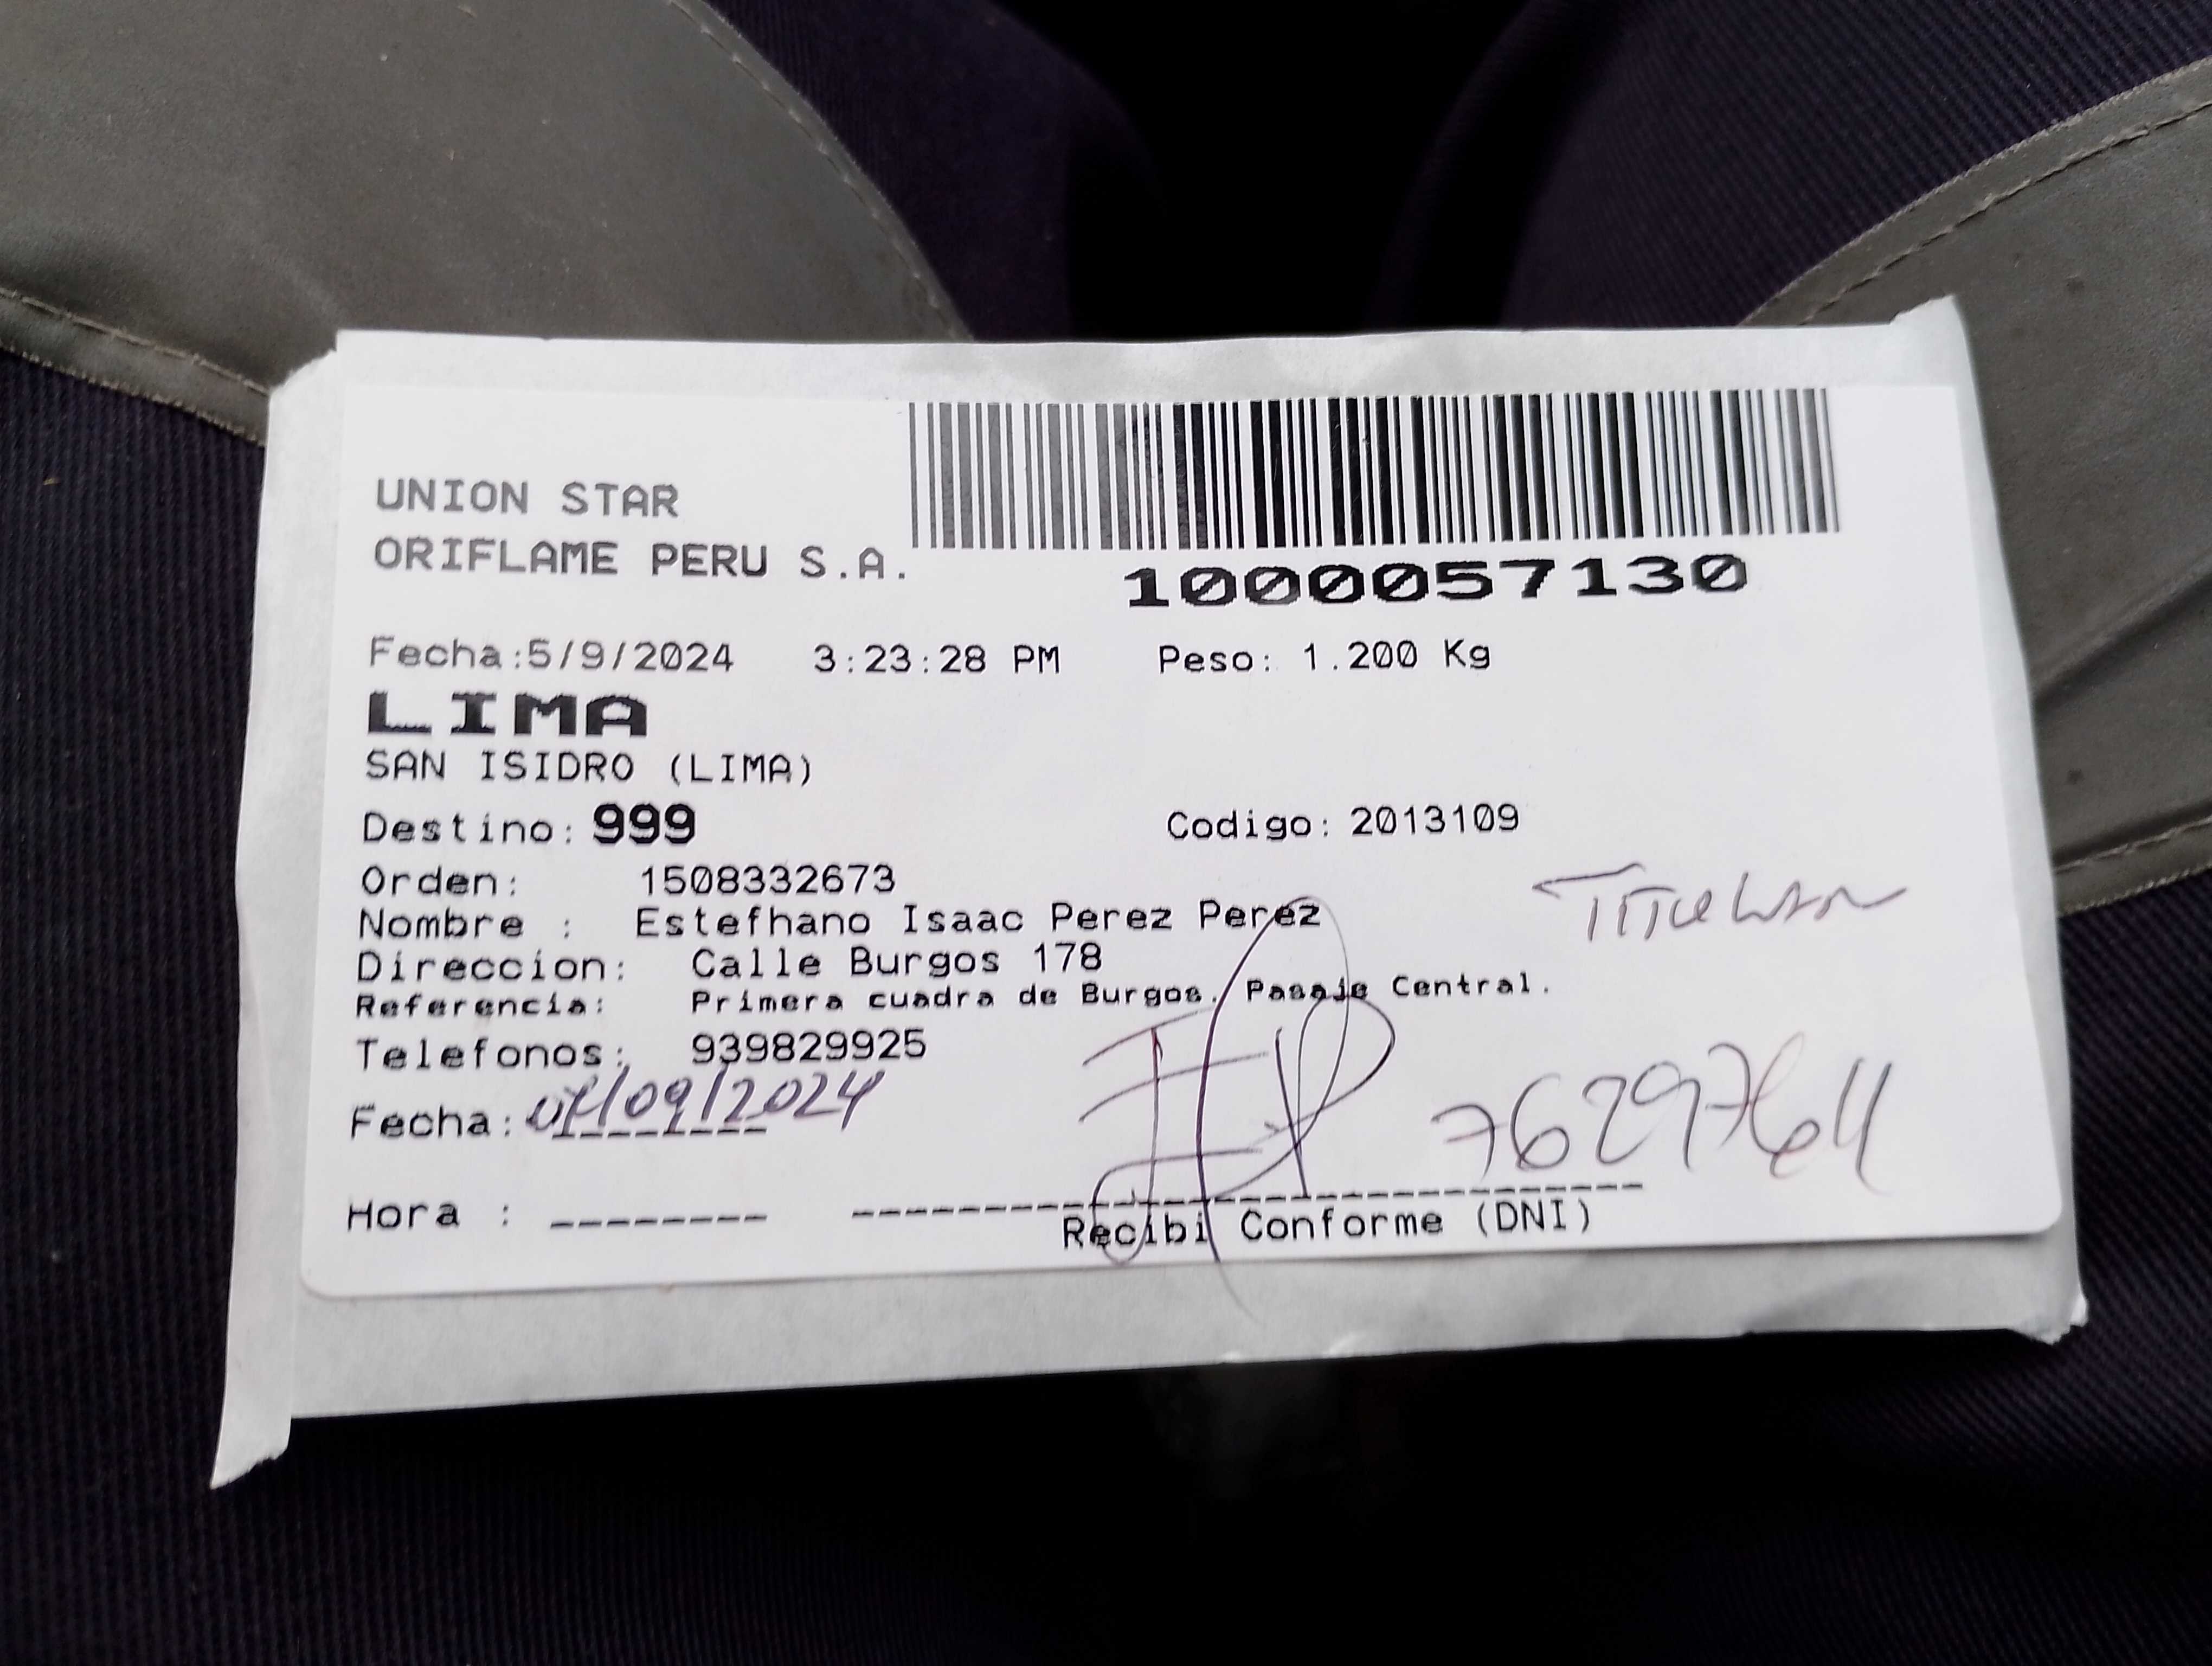 UNION STAR
ORIFLAME PERU S.A.
1000057130
Fecha:5/9/2024 3:23:28 PM Peso: 1.200 Kg
LIMA
SAN ISIDRO (LIMA)
Destino: 999 Codigo: 2013109
Orden: 1508332673
TITULAR
Nombre : Estefhano Isaac Perez Perez
Direccion: Calle Burgos 178
Referencia: Primera cuadra de Burgos. Pasaje Central.
Telefonos: 939829925
Fecha: /09/2024
Hora :
Recibi Conforme (DNI)